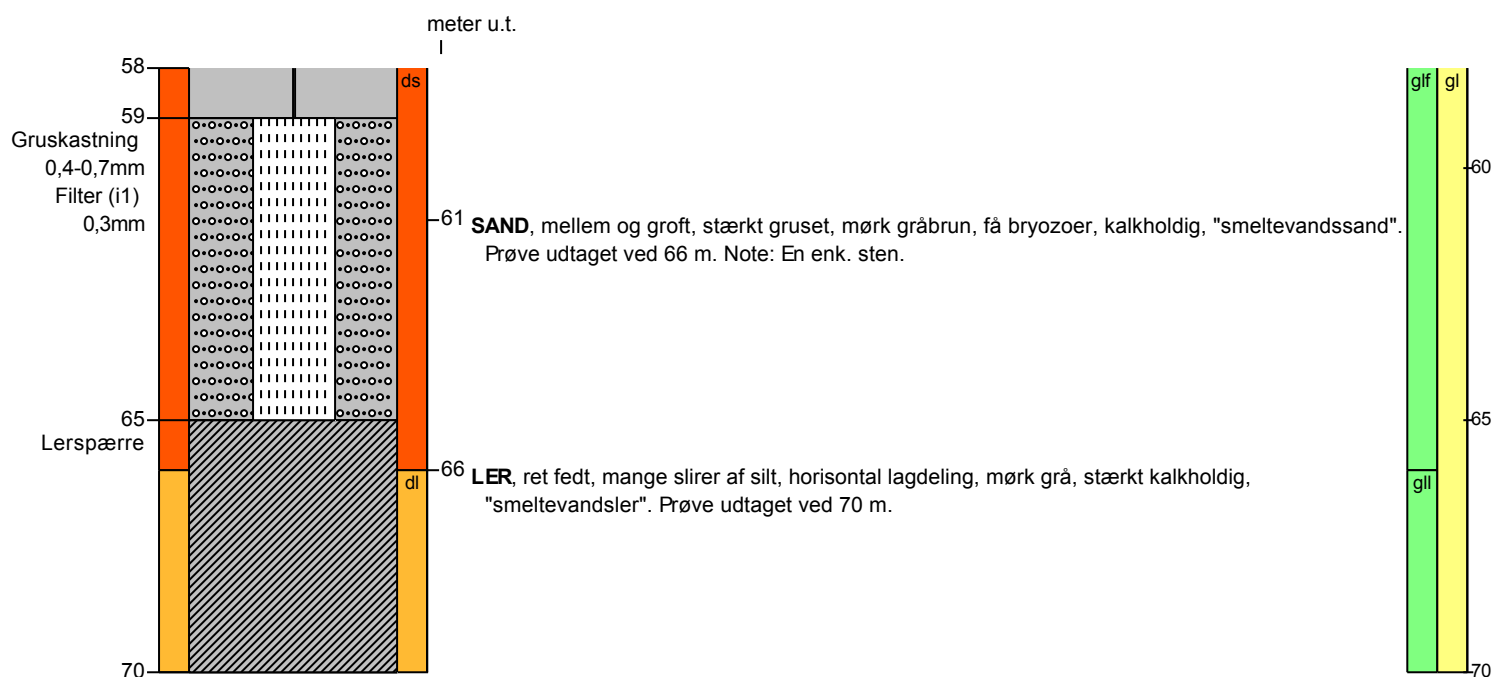 meter u.t.
58
ds
glf gl
59
Gruskastning
0,4-0,7mm
60
Filter (i1)
0,3mm
61 SAND, mellem og groft, stærkt gruset, mørk gråbrun, få bryozoer, kalkholdig, "smeltevandssand".
Prøve udtaget ved 66 m. Note: En enk. sten.
65
65
Lerspærre
66 LER, ret fedt, mange slirer af silt, horisontal lagdeling, mørk grå, stærkt kalkholdig,
dl
gll
"smeltevandsler". Prøve udtaget ved 70 m.
70
70